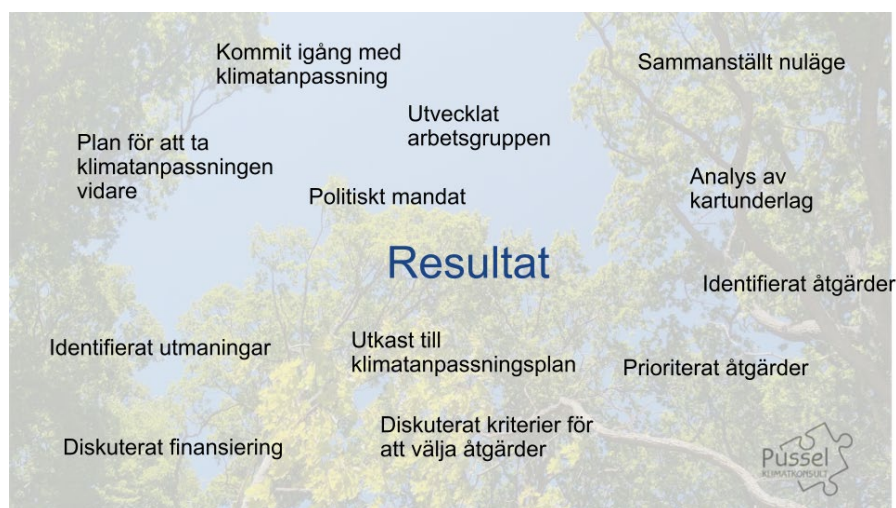 Kommit igång med
klimatanpassning
Sammanställt nuläge
Utvecklat
arbetsgruppen
Plan för att ta
klimatanpassningen
vidare
Analys av
kartunderlag
Politiskt mandat
Resultat
Identifierat åtgärder
Identifierat utmaningar
Utkast till
klimatanpassningsplan
Prioriterat åtgärder
Diskuterat finansiering
Diskuterat kriterier för
att välja åtgärder
Pussel
KLIMATKONSULT